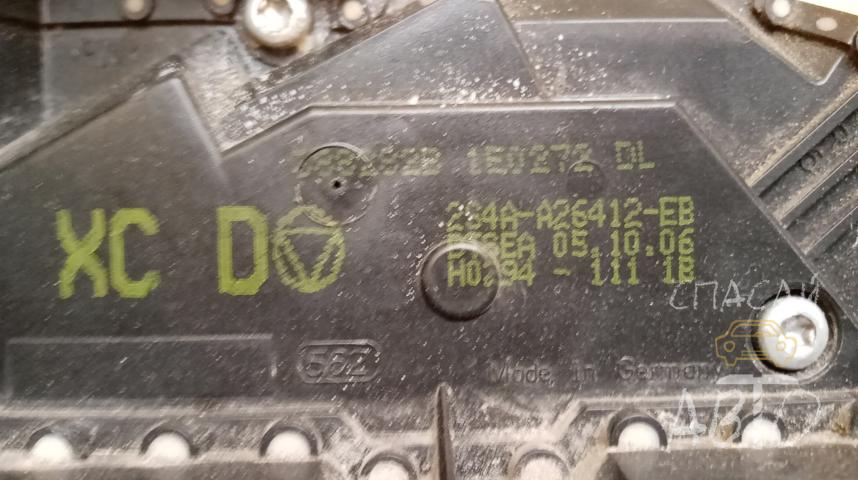 1E0272 DL
XC D
2S4A-A26412-EB
05.10.06
- 111 1B
СПАСАЙ
562
Made in Germany
АВТО